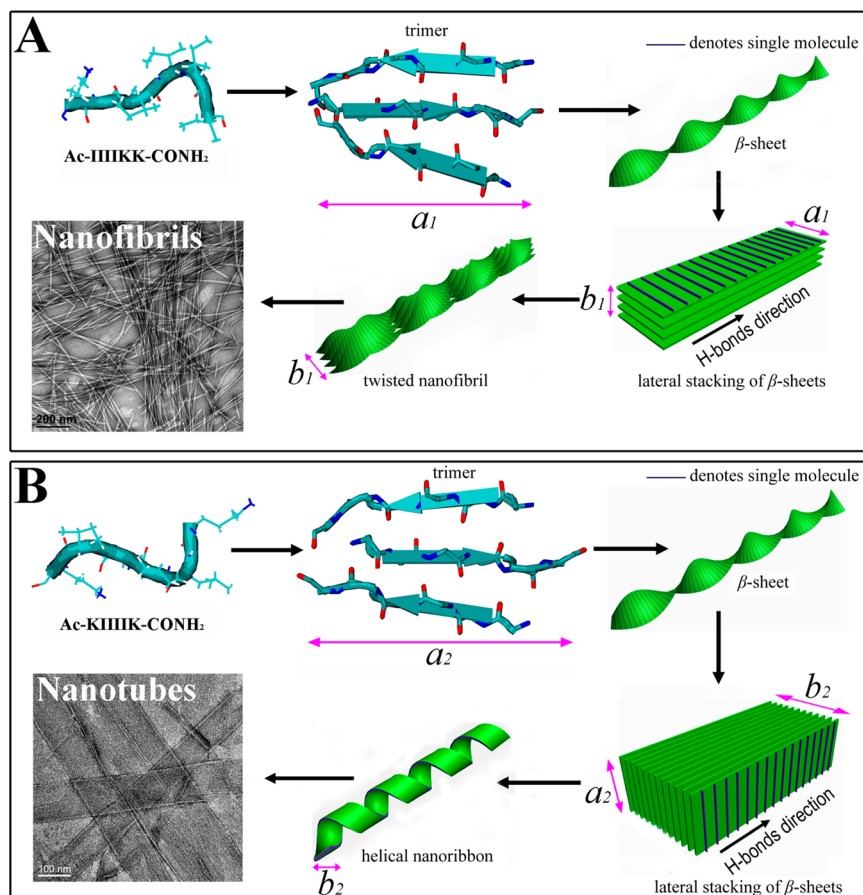 A
trimer
denotes single molecule
Ac-IIIIKK-CONH₂
a₁
β-sheet
Nanofibrils
200 nm
b₁
twisted nanofibril
a₁
b₁
H-bonds direction
lateral stacking of β-sheets
B
trimer
denotes single molecule
Ac-KIIIIK-CONH₂
a₂
β-sheet
Nanotubes
100 nm
b₂
helical nanoribbon
b₂
a₂
H-bonds direction
lateral stacking of β-sheets